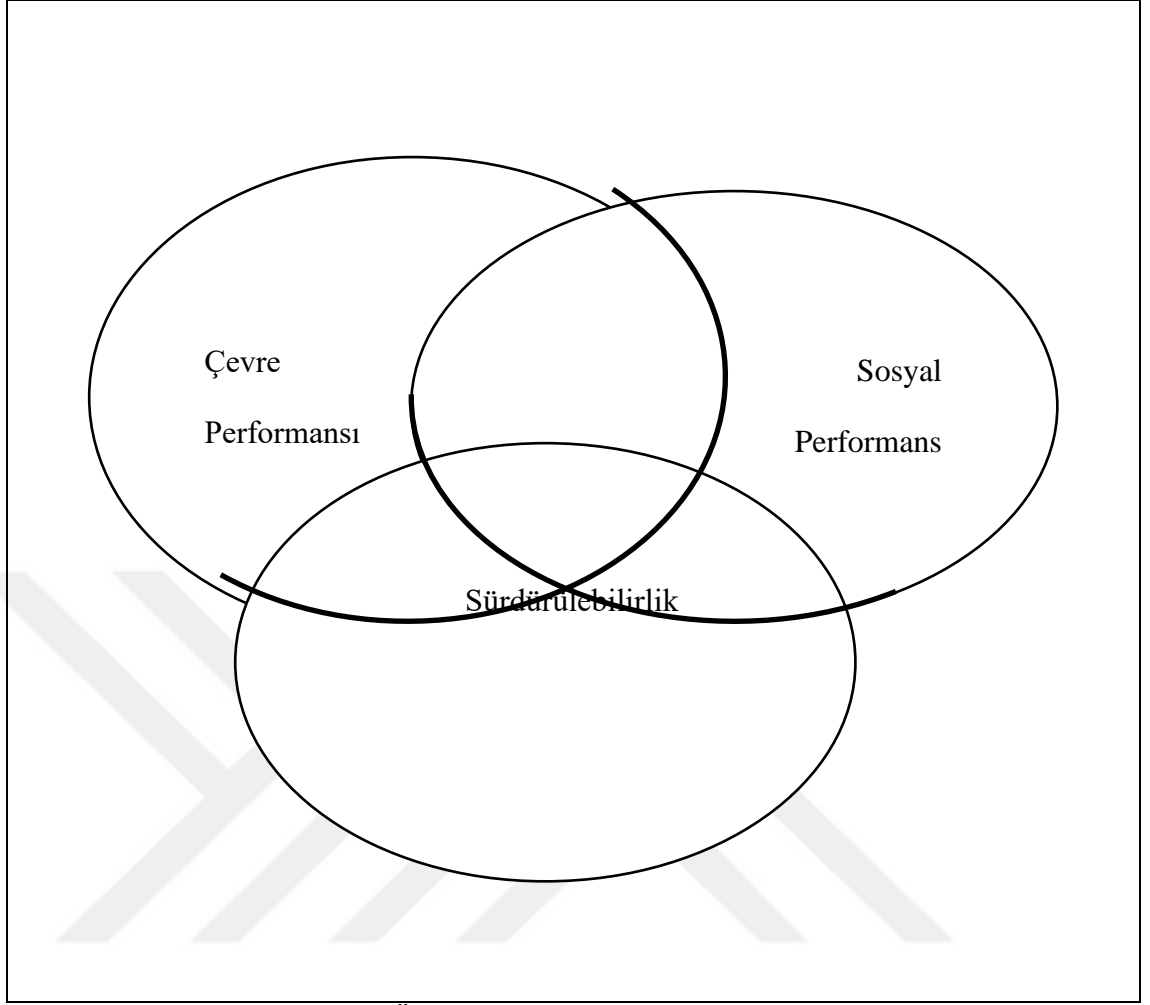 Çevre
Performansı
Sosyal
Performans
Sürdürülebilirlik